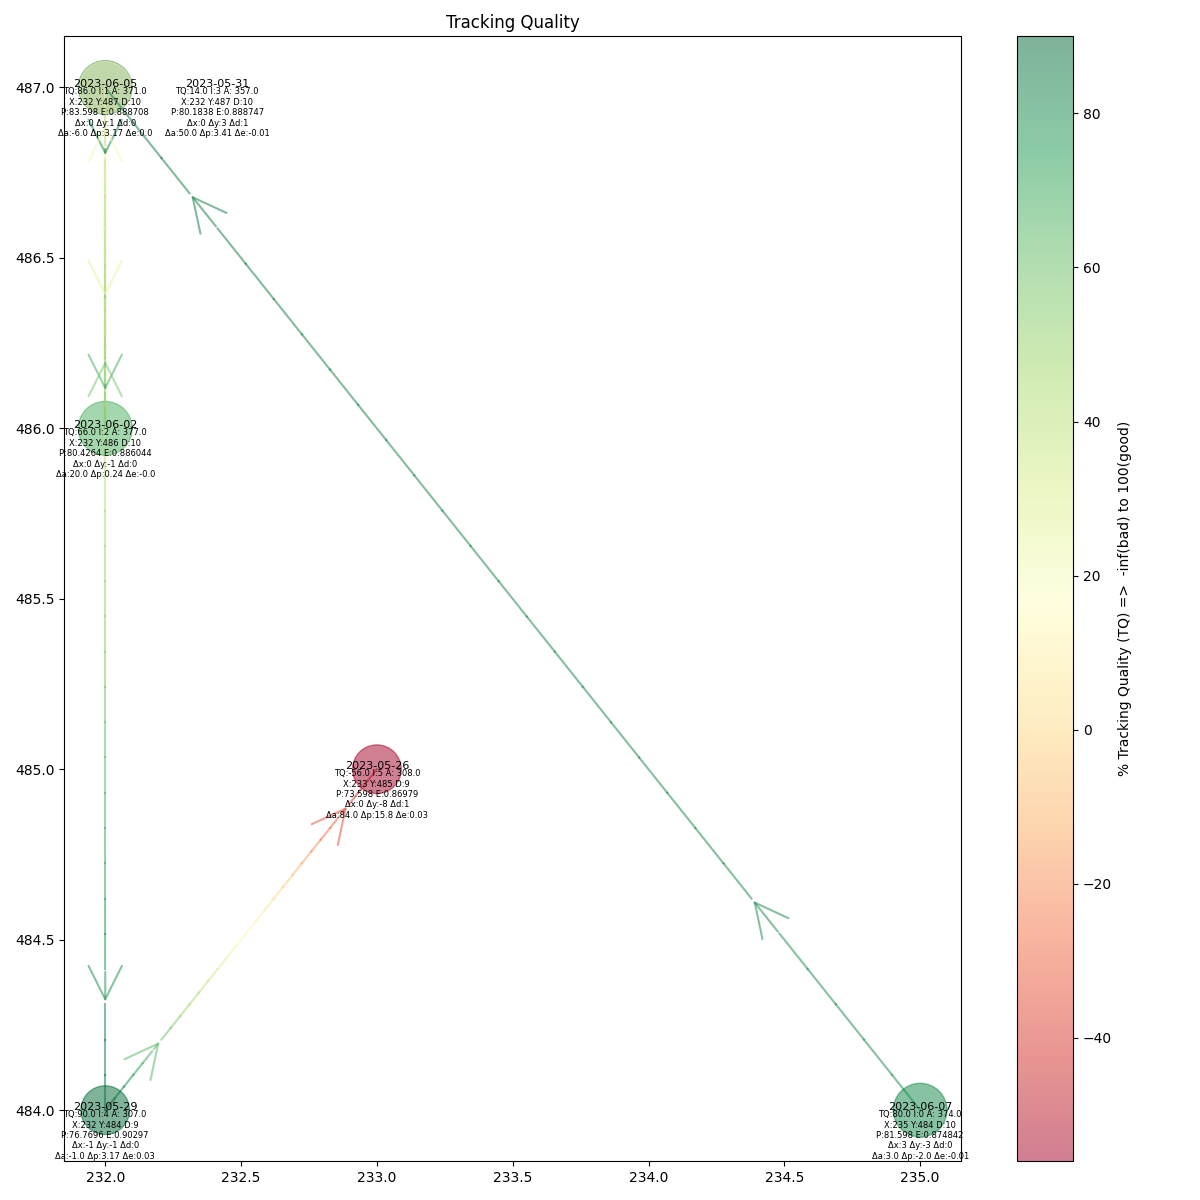 Tracking Quality
487.0
486.5
486.0
485.5
485.0
484.5
484.0
2023-06-05
TQ:86.0 I:1 A: 371.0
X:232 Y:487 D:10
P:83.598 E:0.888708
Δx:0 Δy:1 Δd:0
Δa:-6.0 Δp:3.17 Δe:0.0
2023-05-31
TQ:14.0 I:3 A: 357.0
X:232 Y:487 D:10
P:80.1838 E:0.888747
Δx:0 Δy:3 Δd:1
Δa:50.0 Δp:3.41 Δe:-0.01
2023-06-02
TQ:66.0 I:2 A: 377.0
X:232 Y:486 D:10
P:80.4264 E:0.886044
Δx:0 Δy:-1 Δd:0
Δa:20.0 Δp:0.24 Δe:-0.0
2023-05-26
TQ:-56.0 I:5 A: 308.0
X:233 Y:485 D:9
P:73.598 E:0.86979
Δx:0 Δy:-8 Δd:1
Δa:84.0 Δp:15.8 Δe:0.03
2023-05-29
TQ:90.0 I:4 A: 307.0
X:232 Y:484 D:9
P:76.7696 E:0.90297
Δx:-1 Δy:-1 Δd:0
Δa:-1.0 Δp:3.17 Δe:0.03
2023-06-07
TQ:80.0 I:0 A: 374.0
X:235 Y:484 D:10
P:81.598 E:0.874842
Δx:3 Δy:-3 Δd:0
Δa:3.0 Δp:-2.0 Δe:-0.01
232.0 232.5 233.0 233.5 234.0 234.5 235.0
80
60
40
20
0
−20
−40
% Tracking Quality (TQ) => -inf(bad) to 100(good)